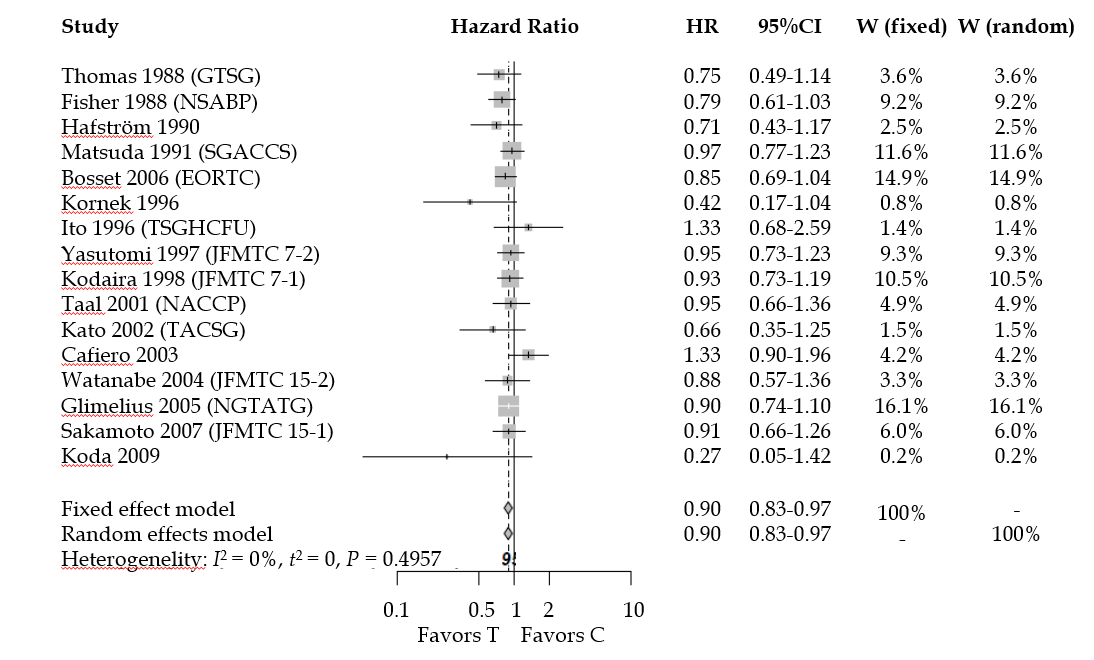 Study Hazard Ratio HR 95%CI W (fixed) W (random)
Thomas 1988 (GTSG) 0.75 0.49-1.14 3.6% 3.6%
Fisher 1988 (NSABP) 0.79 0.61-1.03 9.2% 9.2%
Hafström 1990 0.71 0.43-1.17 2.5% 2.5%
Matsuda 1991 (SGACCS) 0.97 0.77-1.23 11.6% 11.6%
Bosset 2006 (EORTC) 0.85 0.69-1.04 14.9% 14.9%
Kornek 1996 0.42 0.17-1.04 0.8% 0.8%
Ito 1996 (TSGHCFU) 1.33 0.68-2.59 1.4% 1.4%
Yasutomi 1997 (JFMTC 7-2) 0.95 0.73-1.23 9.3% 9.3%
Kodaira 1998 (JFMTC 7-1) 0.93 0.73-1.19 10.5% 10.5%
Taal 2001 (NACCP) 0.95 0.66-1.36 4.9% 4.9%
Kato 2002 (TACSG) 0.66 0.35-1.25 1.5% 1.5%
Cafiero 2003 1.33 0.90-1.96 4.2% 4.2%
Watanabe 2004 (JFMTC 15-2) 0.88 0.57-1.36 3.3% 3.3%
Glimelius 2005 (NGTATG) 0.90 0.74-1.10 16.1% 16.1%
Sakamoto 2007 (JFMTC 15-1) 0.91 0.66-1.26 6.0% 6.0%
Koda 2009 0.27 0.05-1.42 0.2% 0.2%
Fixed effect model 0.90 0.83-0.97 100% -
Random effects model 0.90 0.83-0.97 - 100%
Heterogenelity: I² = 0%, t² = 0, P = 0.4957
0.1 0.5 1 2 10
Favors T Favors C